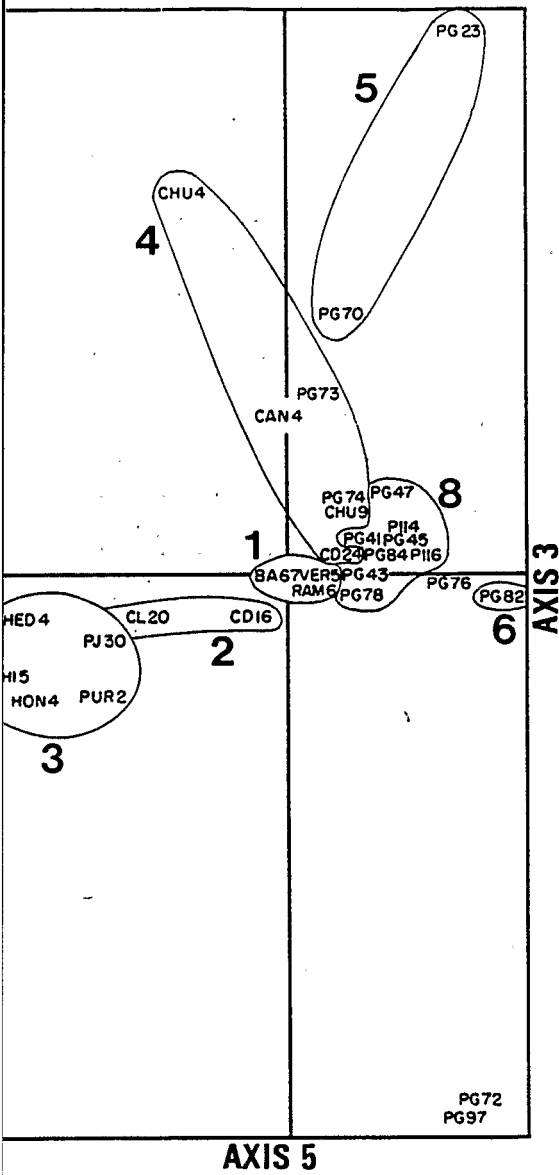 PG23
5
CHU4
4
PG70
PG73
CAN4
PG74 PG47 8
CHU9
P114
PG41 PG45
1 CD24 PG84 P116
BA67 VER5 PG43 PG76 AXIS 3
RAM6 PG78 PG82
HED4 CL20 CD16 6
PJ30 2
HI5
HON4 PUR2
3
PG72
PG97
AXIS 5